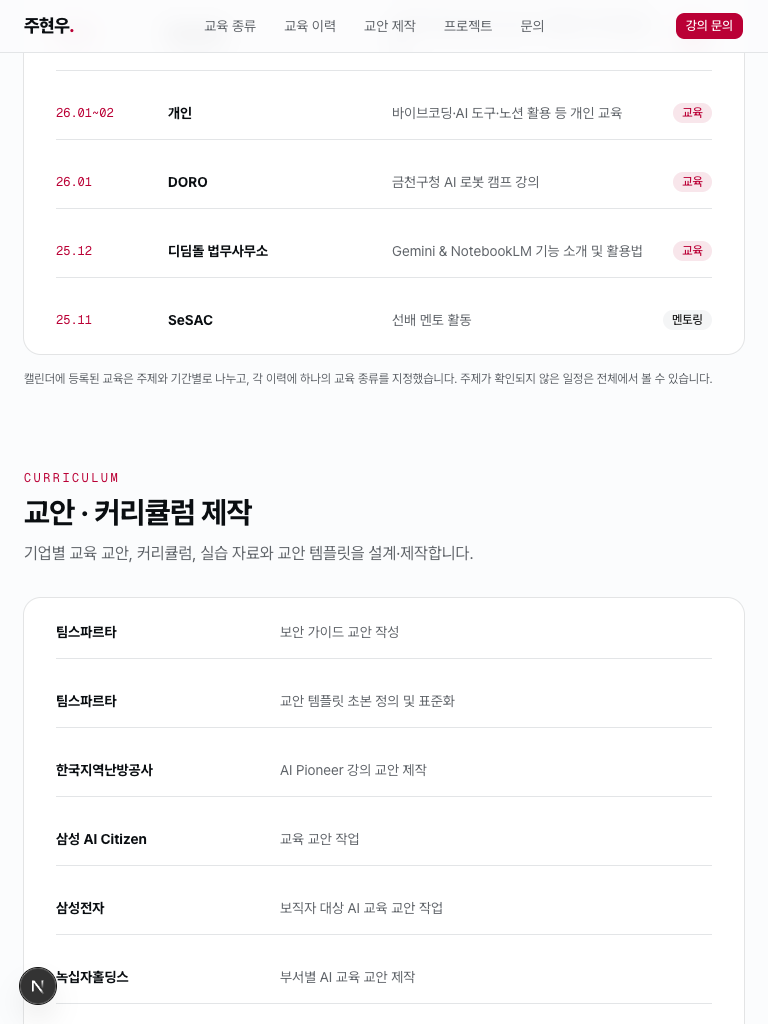 주현우.
교육 종류 교육 이력 교안 제작 프로젝트 문의 강의 문의
26.01~02 개인 바이브코딩·AI 도구·노션 활용 등 개인 교육 교육
26.01 DORO 금천구청 AI 로봇 캠프 강의 교육
25.12 디딤돌 법무사무소 Gemini & NotebookLM 기능 소개 및 활용법 교육
25.11 SeSAC 선배 멘토 활동 멘토링
캘린더에 등록된 교육은 주제와 기간별로 나누고, 각 이력에 하나의 교육 종류를 지정했습니다. 주제가 확인되지 않은 일정은 전체에서 볼 수 있습니다.
CURRICULUM
교안 · 커리큘럼 제작
기업별 교육 교안, 커리큘럼, 실습 자료와 교안 템플릿을 설계·제작합니다.
팀스파르타 보안 가이드 교안 작성
팀스파르타 교안 템플릿 초본 정의 및 표준화
한국지역난방공사 AI Pioneer 강의 교안 제작
삼성 AI Citizen 교육 교안 작업
삼성전자 보직자 대상 AI 교육 교안 작업
녹십자홀딩스 부서별 AI 교육 교안 제작
N